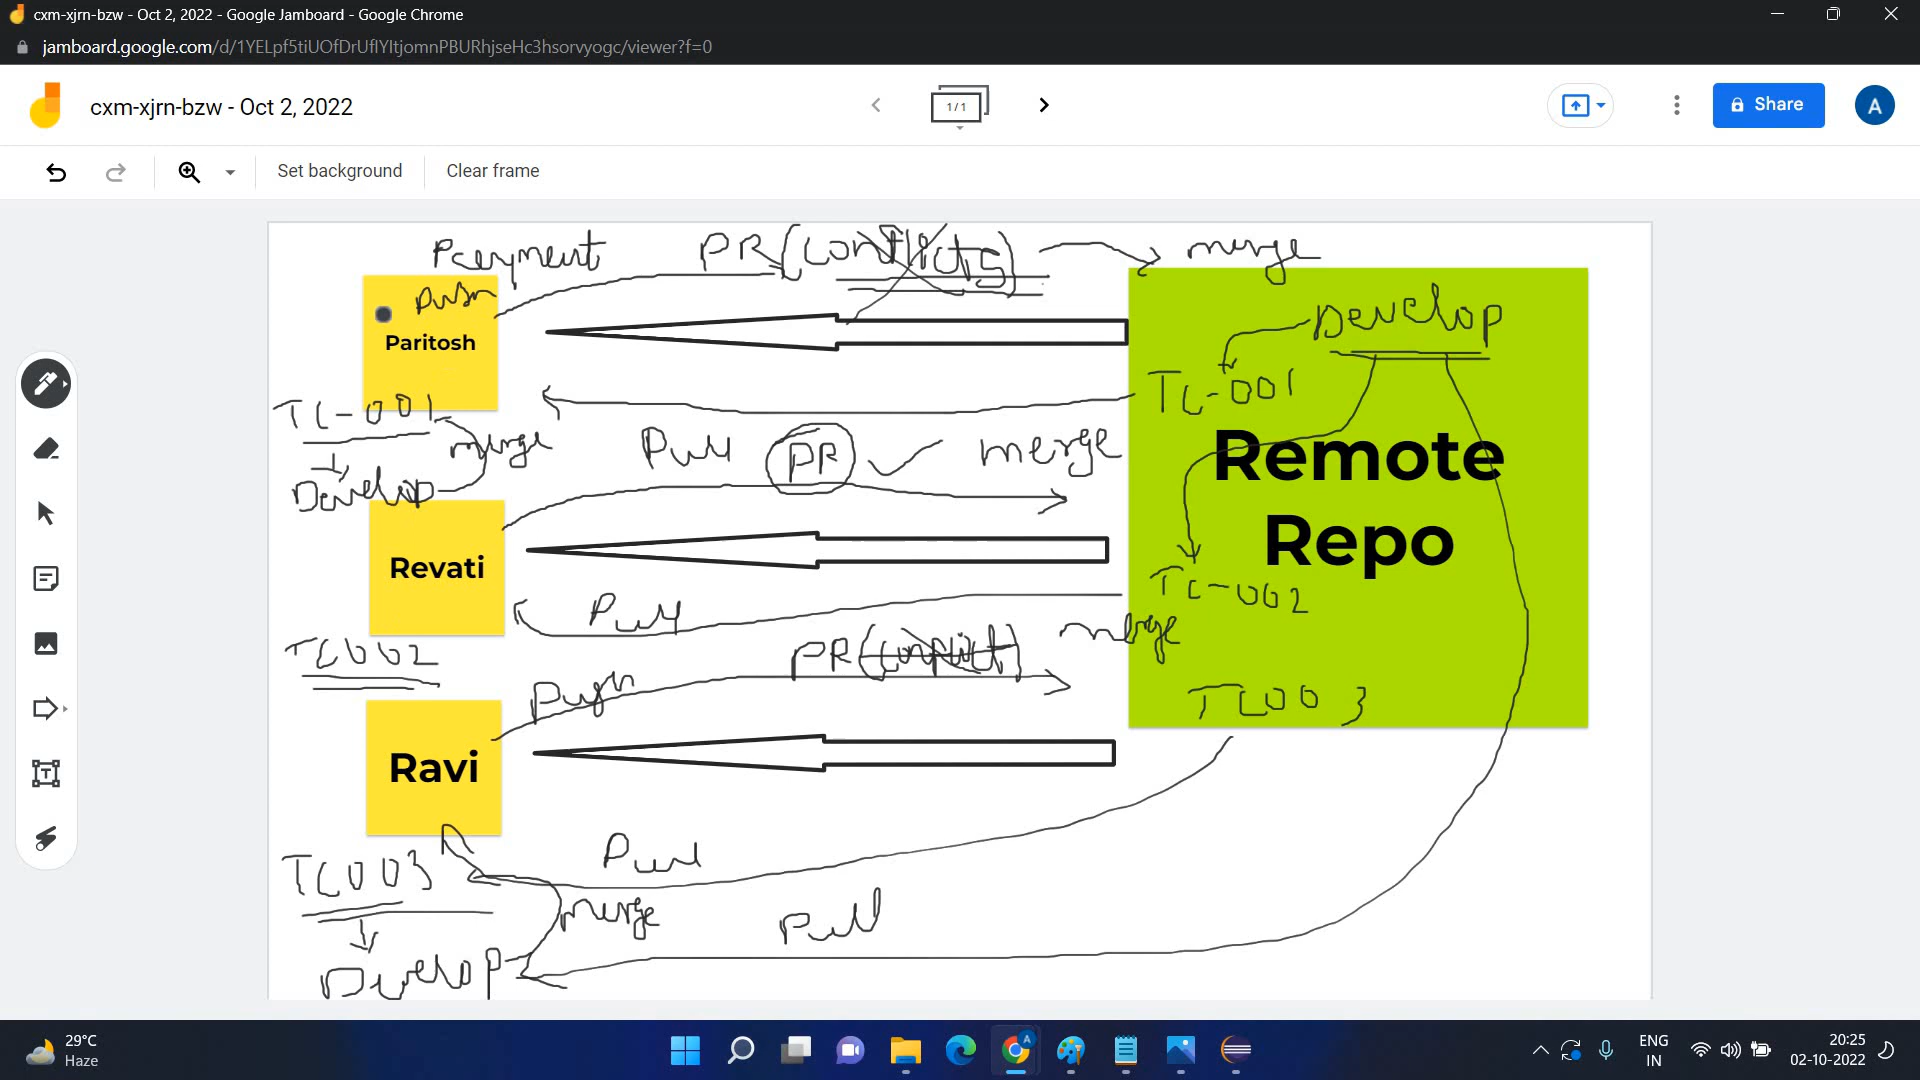 cxm-xjrn-bzw - Oct 2, 2022 - Google Jamboard - Google Chrome
jamboard.google.com/d/1YELpf5tiUOfDrUflYItjomnPBURhjseHc3hsorvyogc/viewer?f=0
cxm-xjrn-bzw - Oct 2, 2022
1/1
Share
A
Set background
Clear frame
Payment PR (Conflicts) merge
Push
Paritosh
Develop
TC-001
TC-001
merge
Pull PR merge
Develop
Remote
Repo
Revati
TC-002
Pull
merge
TC002
PR (Conflict)
Push
TC003
Ravi
Pull
TC003
merge
Pull
Develop
29°C
Haze
A
ENG
IN
20:25
02-10-2022